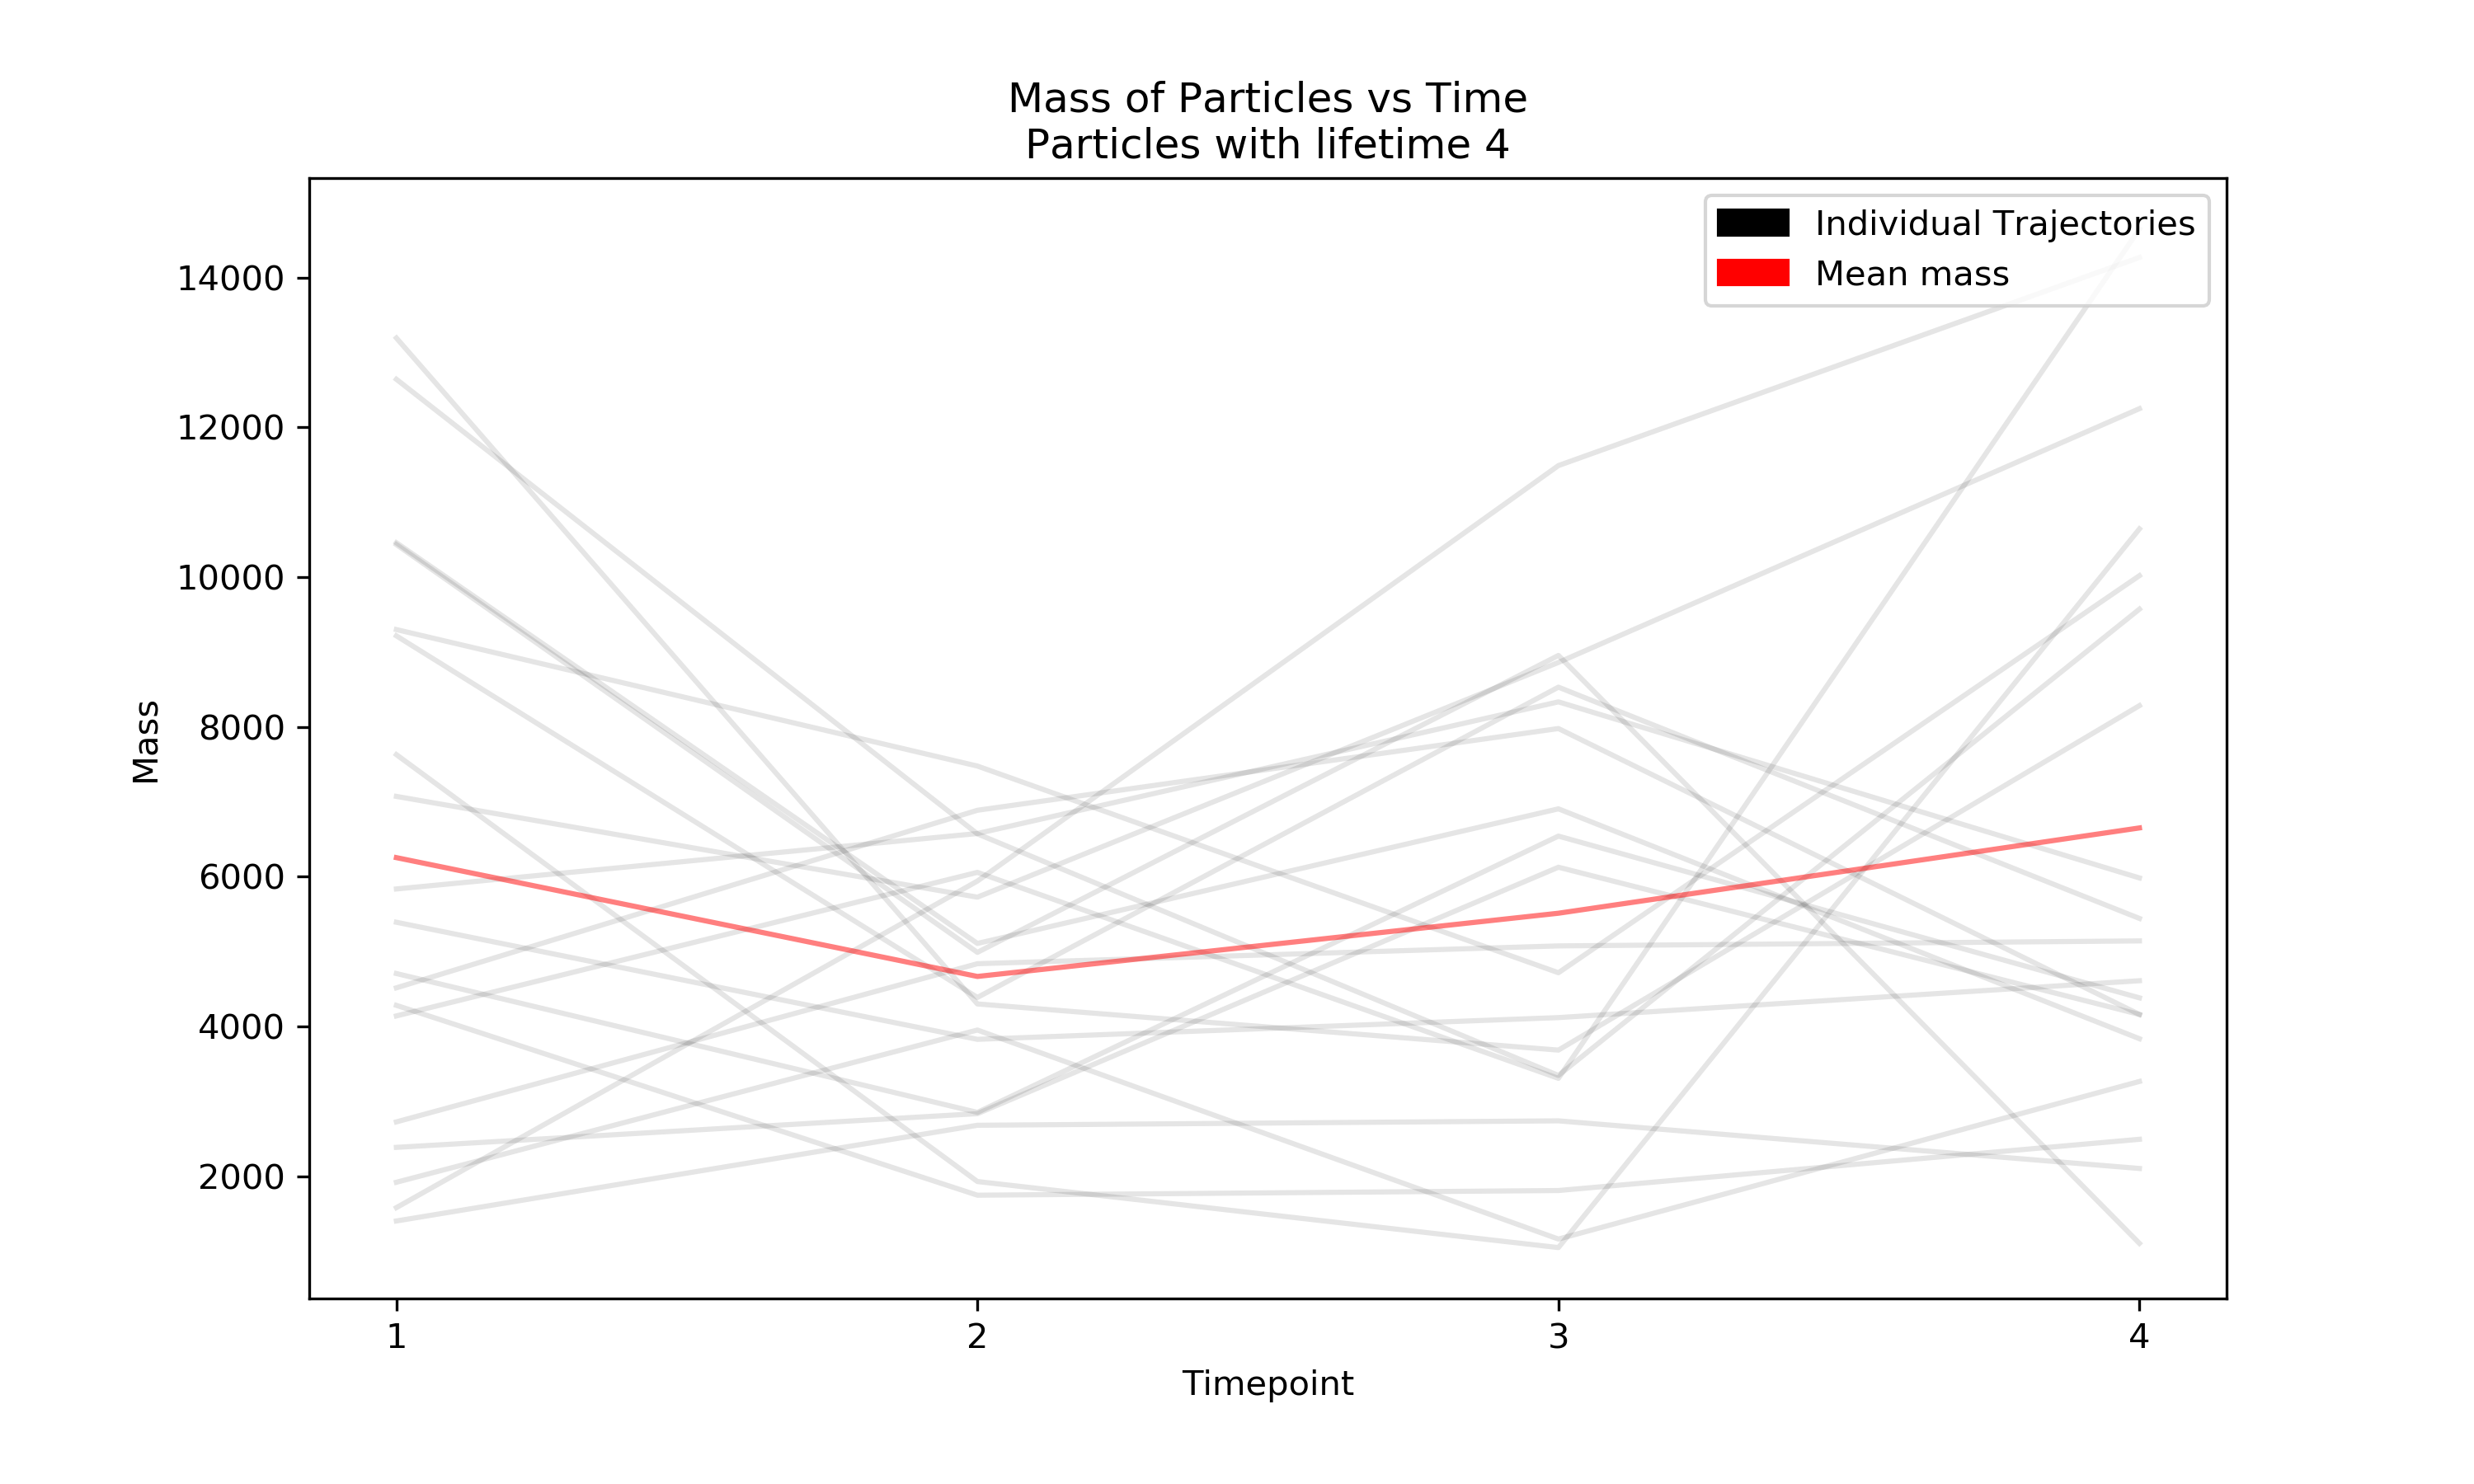 Mass of Particles vs Time
Particles with lifetime 4
Individual Trajectories
Mean mass
14000
12000
10000
8000
6000
4000
2000
Mass
1 2 3 4
Timepoint